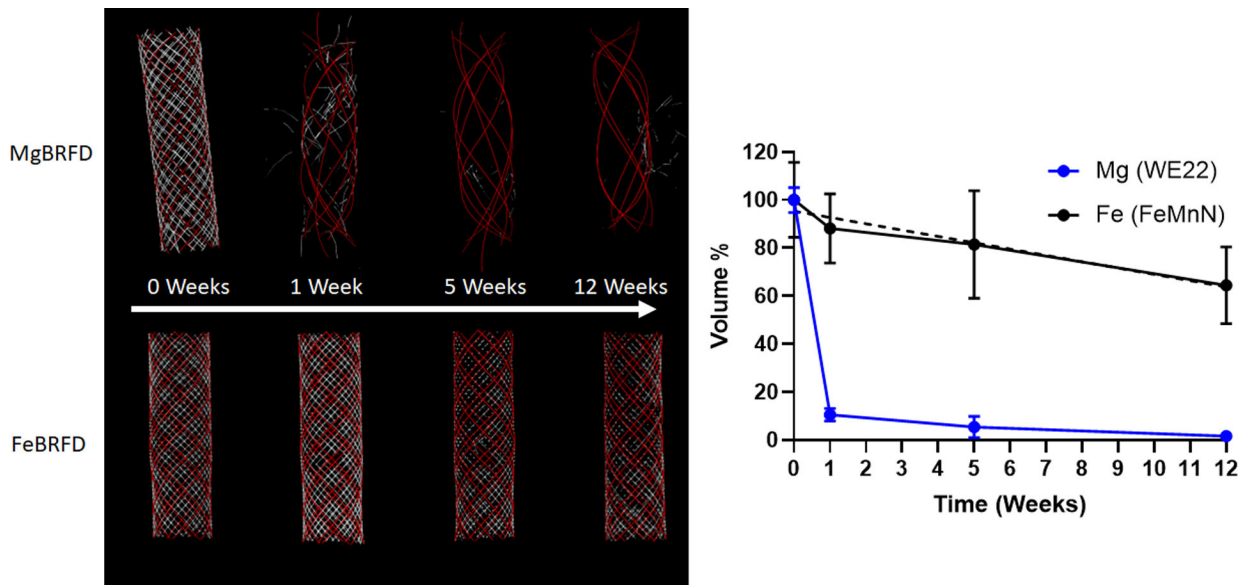 MgBRFD
0 Weeks
1 Week
5 Weeks
12 Weeks
FeBRFD
Volume %
120
100
80
60
40
20
0
Mg (WE22)
Fe (FeMnN)
0 1 2 3 4 5 6 7 8 9 10 11 12
Time (Weeks)